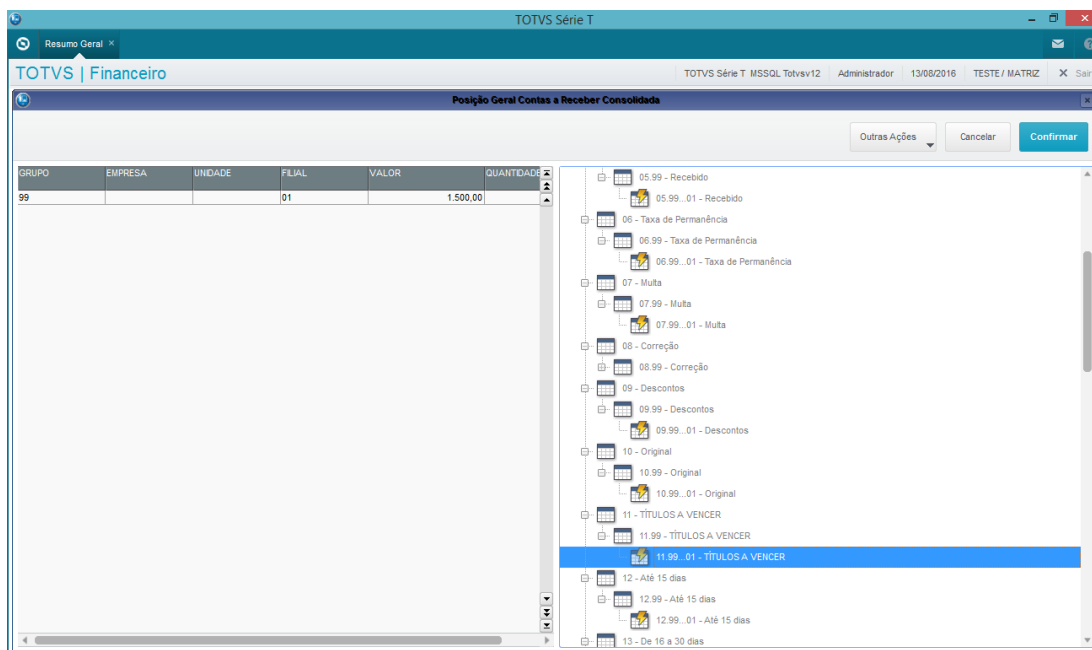 TOTVS Série T
Resumo Geral ×
TOTVS | Financeiro
TOTVS Série T MSSQL Totvsv12 Administrador 13/08/2016 TESTE / MATRIZ X Sair
Posição Geral Contas a Receber Consolidada
Outras Ações Cancelar Confirmar
GRUPO EMPRESA UNIDADE FILIAL VALOR QUANTIDADE
99 01 1.500,00
05.99 - Recebido
05.99...01 - Recebido
06 - Taxa de Permanência
06.99 - Taxa de Permanência
06.99...01 - Taxa de Permanência
07 - Multa
07.99 - Multa
07.99...01 - Multa
08 - Correção
08.99 - Correção
09 - Descontos
09.99 - Descontos
09.99...01 - Descontos
10 - Original
10.99 - Original
10.99...01 - Original
11 - TÍTULOS A VENCER
11.99 - TÍTULOS A VENCER
11.99...01 - TÍTULOS A VENCER
12 - Até 15 dias
12.99 - Até 15 dias
12.99...01 - Até 15 dias
13 - De 16 a 30 dias